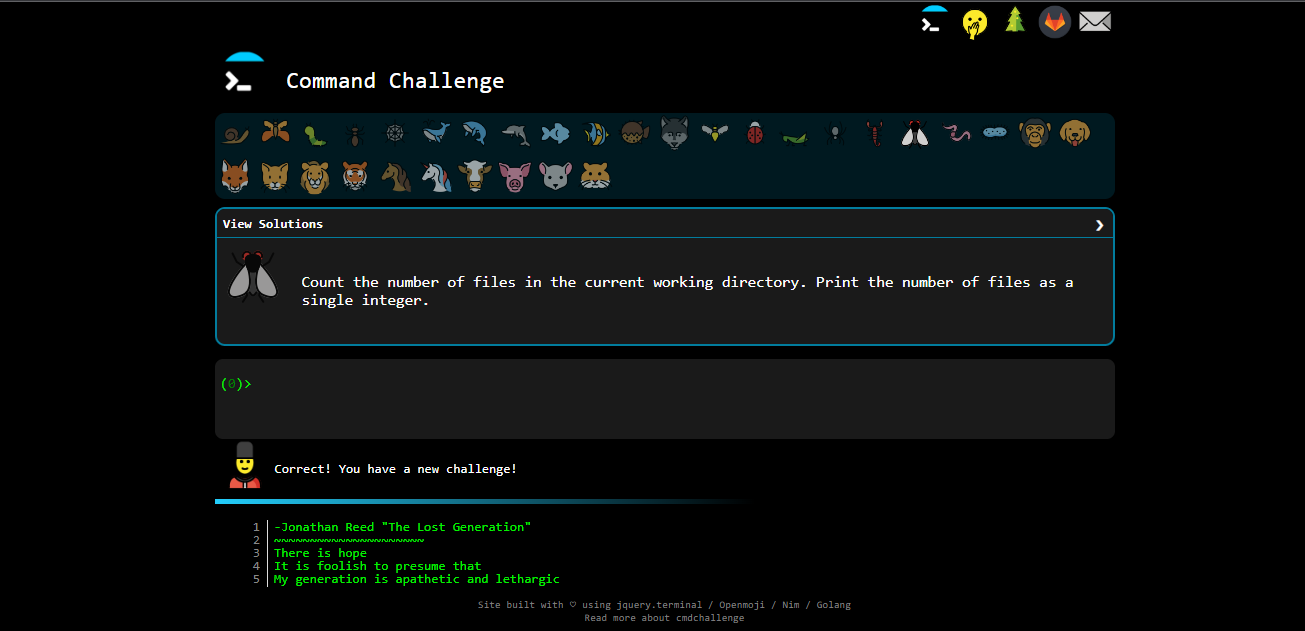 Command Challenge
View Solutions
Count the number of files in the current working directory. Print the number of files as a
single integer.
(0)>
Correct! You have a new challenge!
1 -Jonathan Reed "The Lost Generation"
2 ~~~~~~~~~~~~~~~~~~~~~
3 There is hope
4 It is foolish to presume that
5 My generation is apathetic and lethargic
Site built with ♡ using jquery.terminal / Openmoji / Nim / Golang
Read more about cmdchallenge